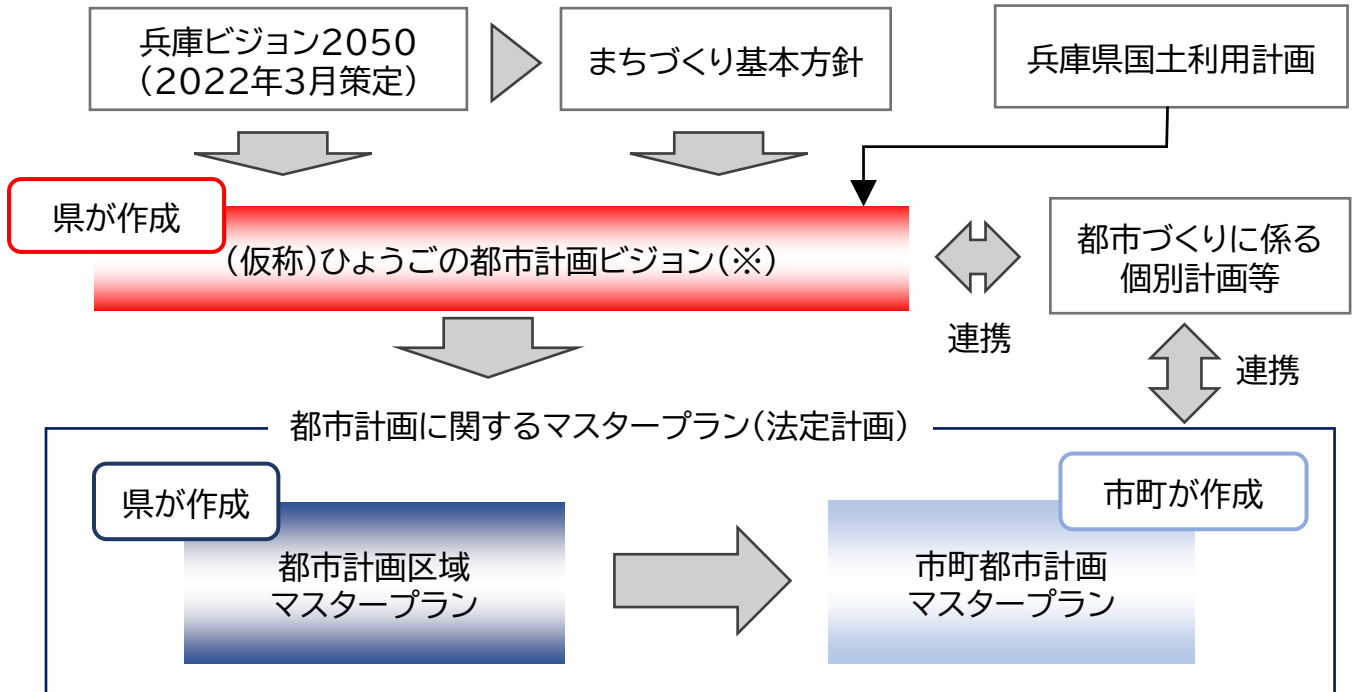 兵庫ビジョン2050
(2022年3月策定)
まちづくり基本方針
兵庫県国土利用計画
県が作成
(仮称)ひょうごの都市計画ビジョン(※)
連携
都市づくりに係る
個別計画等
連携
都市計画に関するマスタープラン(法定計画)
県が作成
都市計画区域
マスタープラン
市町が作成
市町都市計画
マスタープラン